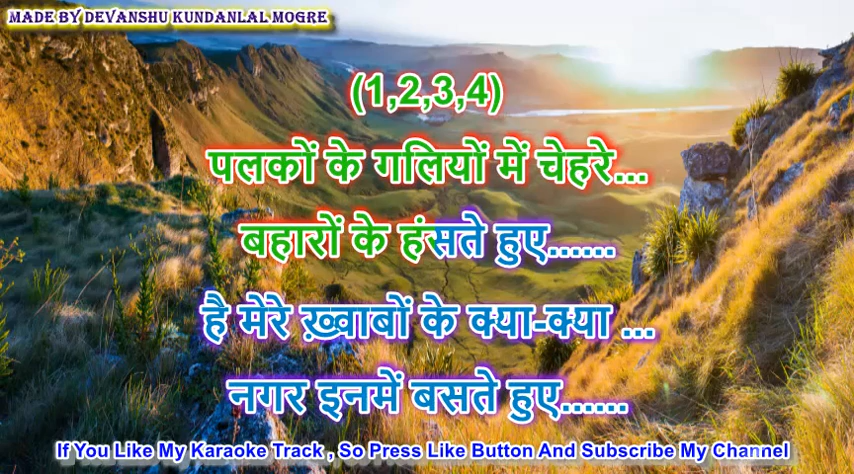 MADE BY DEVANSHU KUNDANLAL MOGRE
(1,2,3,4)
पलकों के गलियों में चेहरे...
बहारों के हंसते हुए......
है मेरे ख़्वाबों के क्या-क्या ...
नगर इनमें बसते हुए......
If You Like My Karaoke Track , So Press Like Button And Subscribe My Channel